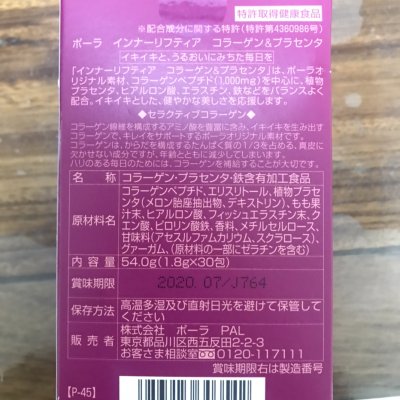 特許取得健康食品
※配合成分に関する特許(特許第4360986号)
ポーラ インナーリフティア コラーゲン&プラセンタ
イキイキと、うるおいにみちた毎日を
「インナーリフティア コラーゲン&プラセンタ」は、ポーラオ
リジナル素材、コラーゲンペプチド(1,000mg)を中心に、植物
プラセンタ、ヒアルロン酸、エラスチン、鉄などをバランスよく
配合。イキイキとした、健やかな美しさを応援します。
◇セラクティブコラーゲン◇
コラーゲン線維を構成するアミノ酸を豊富に含み、イキイキを生み出す
コラーゲンで、キレイをサポートするポーラオリジナル素材です。
コラーゲンは、からだを構成するたんぱく質の1/3を占める、真皮に
欠かせない成分ですが、年齢とともに減少しがちです。
ハリのある毎日のためには、コラーゲンを補給することが大切です。
名称 コラーゲン・プラセンタ・鉄含有加工食品
原材料名 コラーゲンペプチド、エリスリトール、植物プラ
センタ(メロン胎座抽出物、デキストリン)、もも果
汁末、ヒアルロン酸、フィッシュエラスチン末、ク
エン酸、ピロリン酸鉄、香料、メチルセルロース、
甘味料(アセスルファムカリウム、スクラロース)、
グァーガム、(原材料の一部にゼラチンを含む)
内容量 54.0g(1.8g×30包)
賞味期限 2020.07/J764
保存方法 高温多湿及び直射日光を避けて保管して
ください。
販売者 株式会社 ポーラ PAL
東京都品川区西五反田2-2-3
お客さま相談室 0120-117111
賞味期限右は製造番号
【P-45】